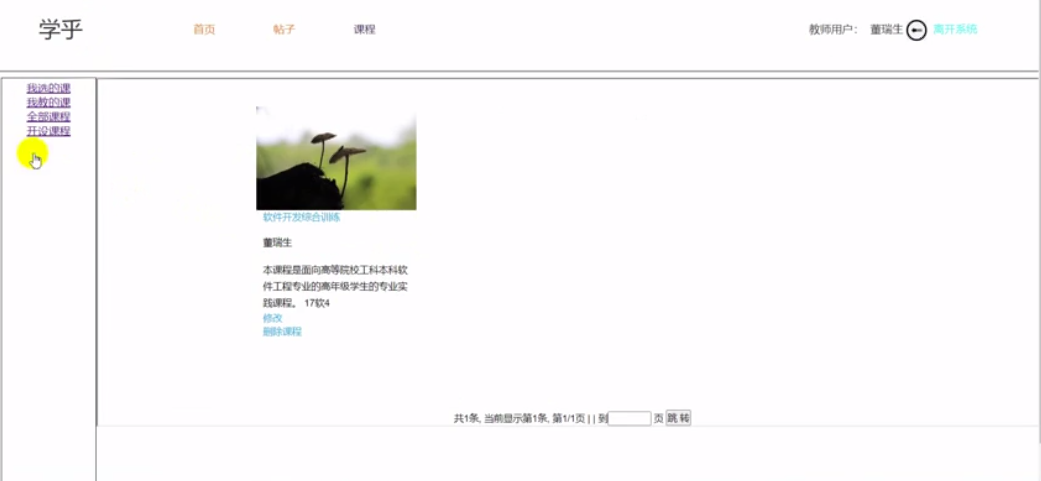 学乎 首页 帖子 课程 教师用户： 董瑞生 离开系统
我选的课
我教的课
全部课程
开设课程
软件开发综合训练
董瑞生
本课程是面向高等院校工科本科软
件工程专业的高年级学生的专业实
践课程。 17软4
修改
删除课程
共1条, 当前显示第1条, 第1/1页 | | 到 页 跳 转